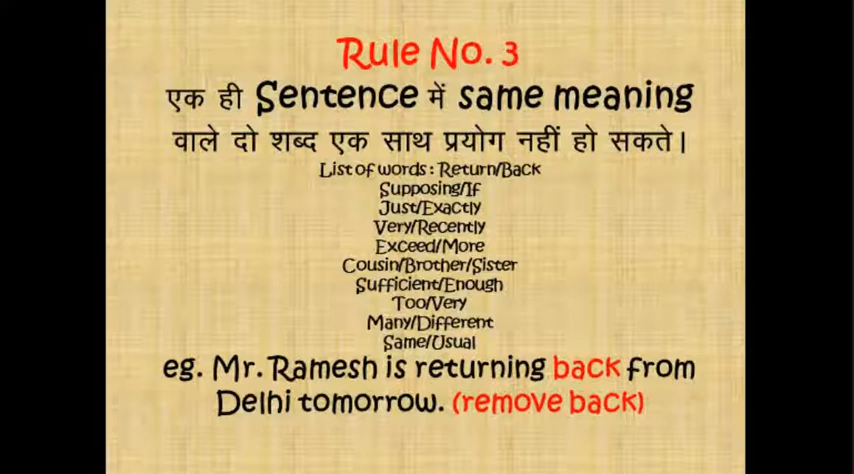 Rule No. 3
एक ही Sentence में same meaning
वाले दो शब्द एक साथ प्रयोग नहीं हो सकते।
List of words : Return/Back
Supposing/If
Just/Exactly
Very/Recently
Exceed/More
Cousin/Brother/Sister
Sufficient/Enough
Too/Very
Many/Different
Same/Usual
eg. Mr. Ramesh is returning back from
Delhi tomorrow. (remove back)